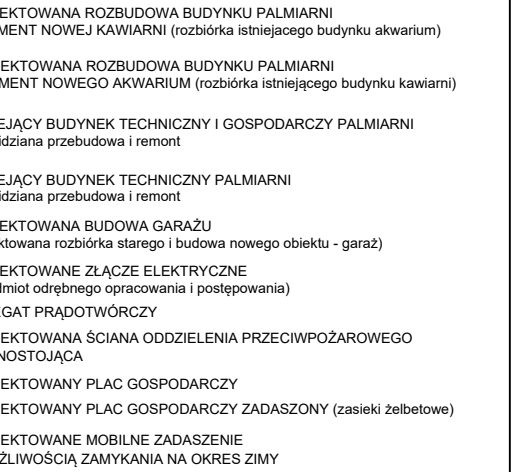 EKTOWANA ROZBUDOWA BUDYNKU PALMIARNI
MENT NOWEJ KAWIARNI (rozbiórka istniejacego budynku akwarium)
EKTOWANA ROZBUDOWA BUDYNKU PALMIARNI
MENT NOWEGO AKWARIUM (rozbiórka istniejącego budynku kawiarni)
EJĄCY BUDYNEK TECHNICZNY I GOSPODARCZY PALMIARNI
idziana przebudowa i remont
EJĄCY BUDYNEK TECHNICZNY PALMIARNI
idziana przebudowa i remont
EKTOWANA BUDOWA GARAŻU
ktowana rozbiórka starego i budowa nowego obiektu - garaż)
EKTOWANE ZŁĄCZE ELEKTRYCZNE
dmiot odrębnego opracowania i postępowania)
EGAT PRĄDOTWÓRCZY
EKTOWANA ŚCIANA ODDZIELENIA PRZECIWPOŻAROWEGO
NOSTOJĄCA
EKTOWANY PLAC GOSPODARCZY
EKTOWANY PLAC GOSPODARCZY ZADASZONY (zasieki żelbetowe)
EKTOWANE MOBILNE ZADASZENIE
ŻLIWOŚCIĄ ZAMYKANIA NA OKRES ZIMY